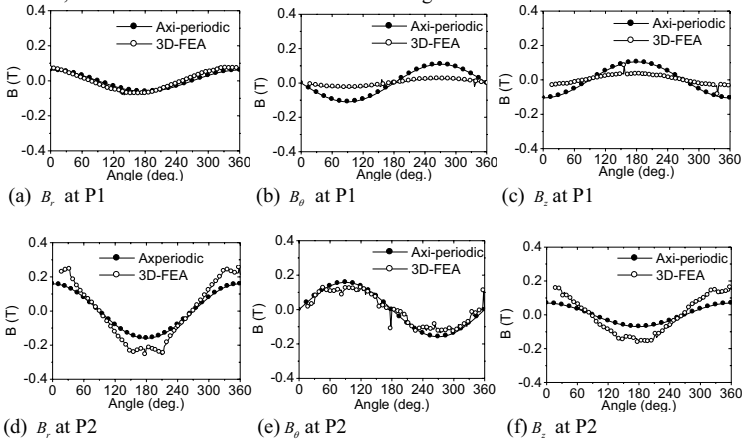 0.4 0.4 0.4
Axi-periodic Axi-periodic Axi-periodic
3D-FEA 3D-FEA 3D-FEA
0.2 0.2 0.2
B (T) B (T) B (T)
0.0 0.0 0.0
-0.2 -0.2 -0.2
-0.4 -0.4 -0.4
0 60 120 180 240 300 360 0 60 120 180 240 300 360 0 60 120 180 240 300 360
Angle (deg.) Angle (deg.) Angle (deg.)
(a) Br at P1 (b) Bθ at P1 (c) Bz at P1
0.4 0.4 0.4
Axperiodic Axi-periodic Axi-periodic
3D-FEA 3D-FEA 3D-FEA
0.2 0.2 0.2
B (T) B (T) B (T)
0.0 0.0 0.0
-0.2 -0.2 -0.2
-0.4 -0.4 -0.4
0 60 120 180 240 300 360 0 60 120 180 240 300 360 0 60 120 180 240 300 360
Angle (deg.) Angle (deg.) Angle (deg.)
(d) Br at P2 (e) Bθ at P2 (f) Bz at P2